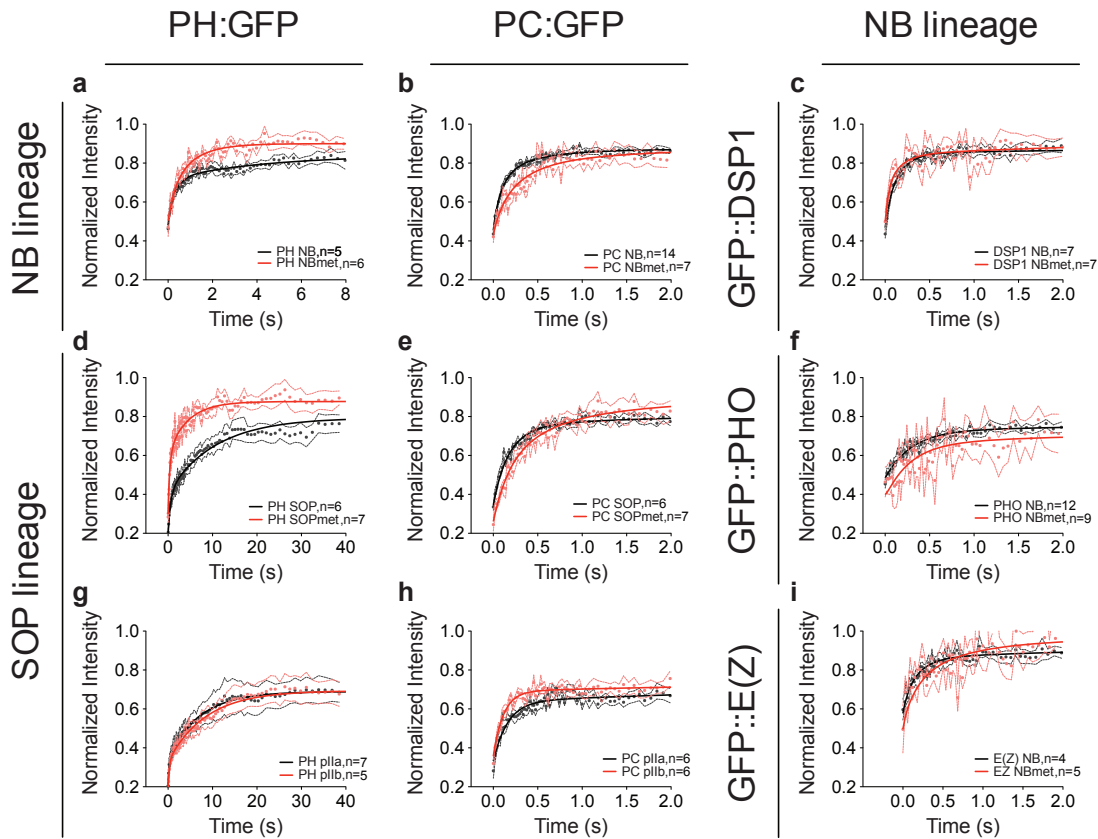 PH:GFP
PC:GFP
NB lineage
NB lineage
a
Normalized Intensity
1.0
0.8
0.6
0.4
0.2
PH NB,n=5
PH NBmet,n=6
0 2 4 6 8
Time (s)
b
Normalized Intensity
1.0
0.8
0.6
0.4
0.2
PC NB,n=14
PC NBmet,n=7
0.0 0.5 1.0 1.5 2.0
Time (s)
GFP::DSP1
c
Normalized Intensity
1.0
0.8
0.6
0.4
0.2
DSP1 NB,n=7
DSP1 NBmet,n=7
0.0 0.5 1.0 1.5 2.0
Time (s)
SOP lineage
d
Normalized Intensity
1.0
0.8
0.6
0.4
0.2
PH SOP,n=6
PH SOPmet,n=7
0 10 20 30 40
Time (s)
e
Normalized Intensity
1.0
0.8
0.6
0.4
0.2
PC SOP,n=6
PC SOPmet,n=7
0.0 0.5 1.0 1.5 2.0
Time (s)
GFP::PHO
f
Normalized Intensity
1.0
0.8
0.6
0.4
0.2
PHO NB,n=12
PHO NBmet,n=9
0.0 0.5 1.0 1.5 2.0
Time (s)
g
Normalized Intensity
1.0
0.8
0.6
0.4
0.2
PH pIIa,n=7
PH pIIb,n=5
0 10 20 30 40
Time (s)
h
Normalized Intensity
1.0
0.8
0.6
0.4
0.2
PC pIIa,n=6
PC pIIb,n=6
0.0 0.5 1.0 1.5 2.0
Time (s)
GFP::E(Z)
i
Normalized Intensity
1.0
0.8
0.6
0.4
0.2
E(Z) NB,n=4
EZ NBmet,n=5
0.0 0.5 1.0 1.5 2.0
Time (s)